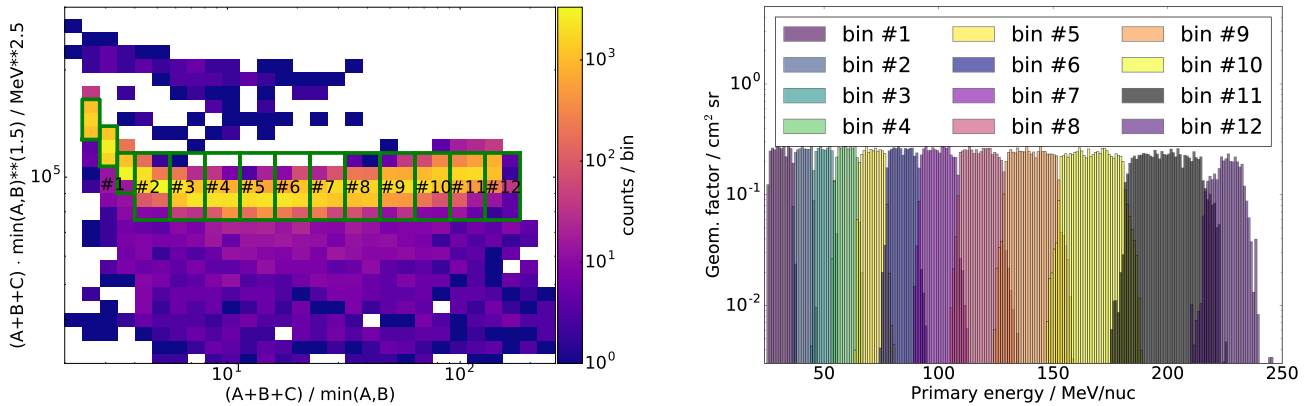 (A+B+C) · min(A,B)**(1.5) / MeV**2.5
10⁵
#1 #2 #3 #4 #5 #6 #7 #8 #9 #10 #11 #12
10¹ 10²
(A+B+C) / min(A,B)
10³
10²
10¹
10⁰
counts / bin
bin #1 bin #5 bin #9
bin #2 bin #6 bin #10
bin #3 bin #7 bin #11
bin #4 bin #8 bin #12
Geom. factor / cm² sr
10⁰
10⁻¹
10⁻²
50 100 150 200 250
Primary energy / MeV/nuc